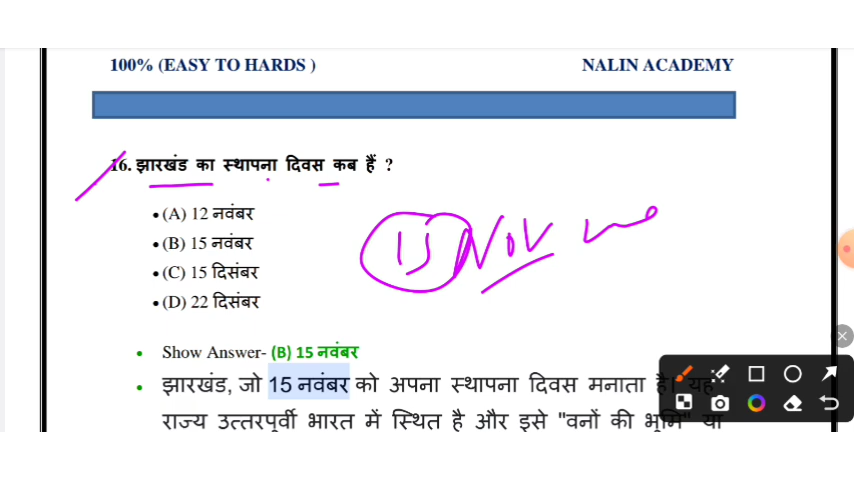 100% (EASY TO HARDS ) NALIN ACADEMY
16. झारखंड का स्थापना दिवस कब हैं ?
• (A) 12 नवंबर
• (B) 15 नवंबर
15 Nov
• (C) 15 दिसंबर
• (D) 22 दिसंबर
• Show Answer- (B) 15 नवंबर
• झारखंड, जो 15 नवंबर को अपना स्थापना दिवस मनाता है। यह
राज्य उत्तरपूर्वी भारत में स्थित है और इसे "वनों की भूमि" या